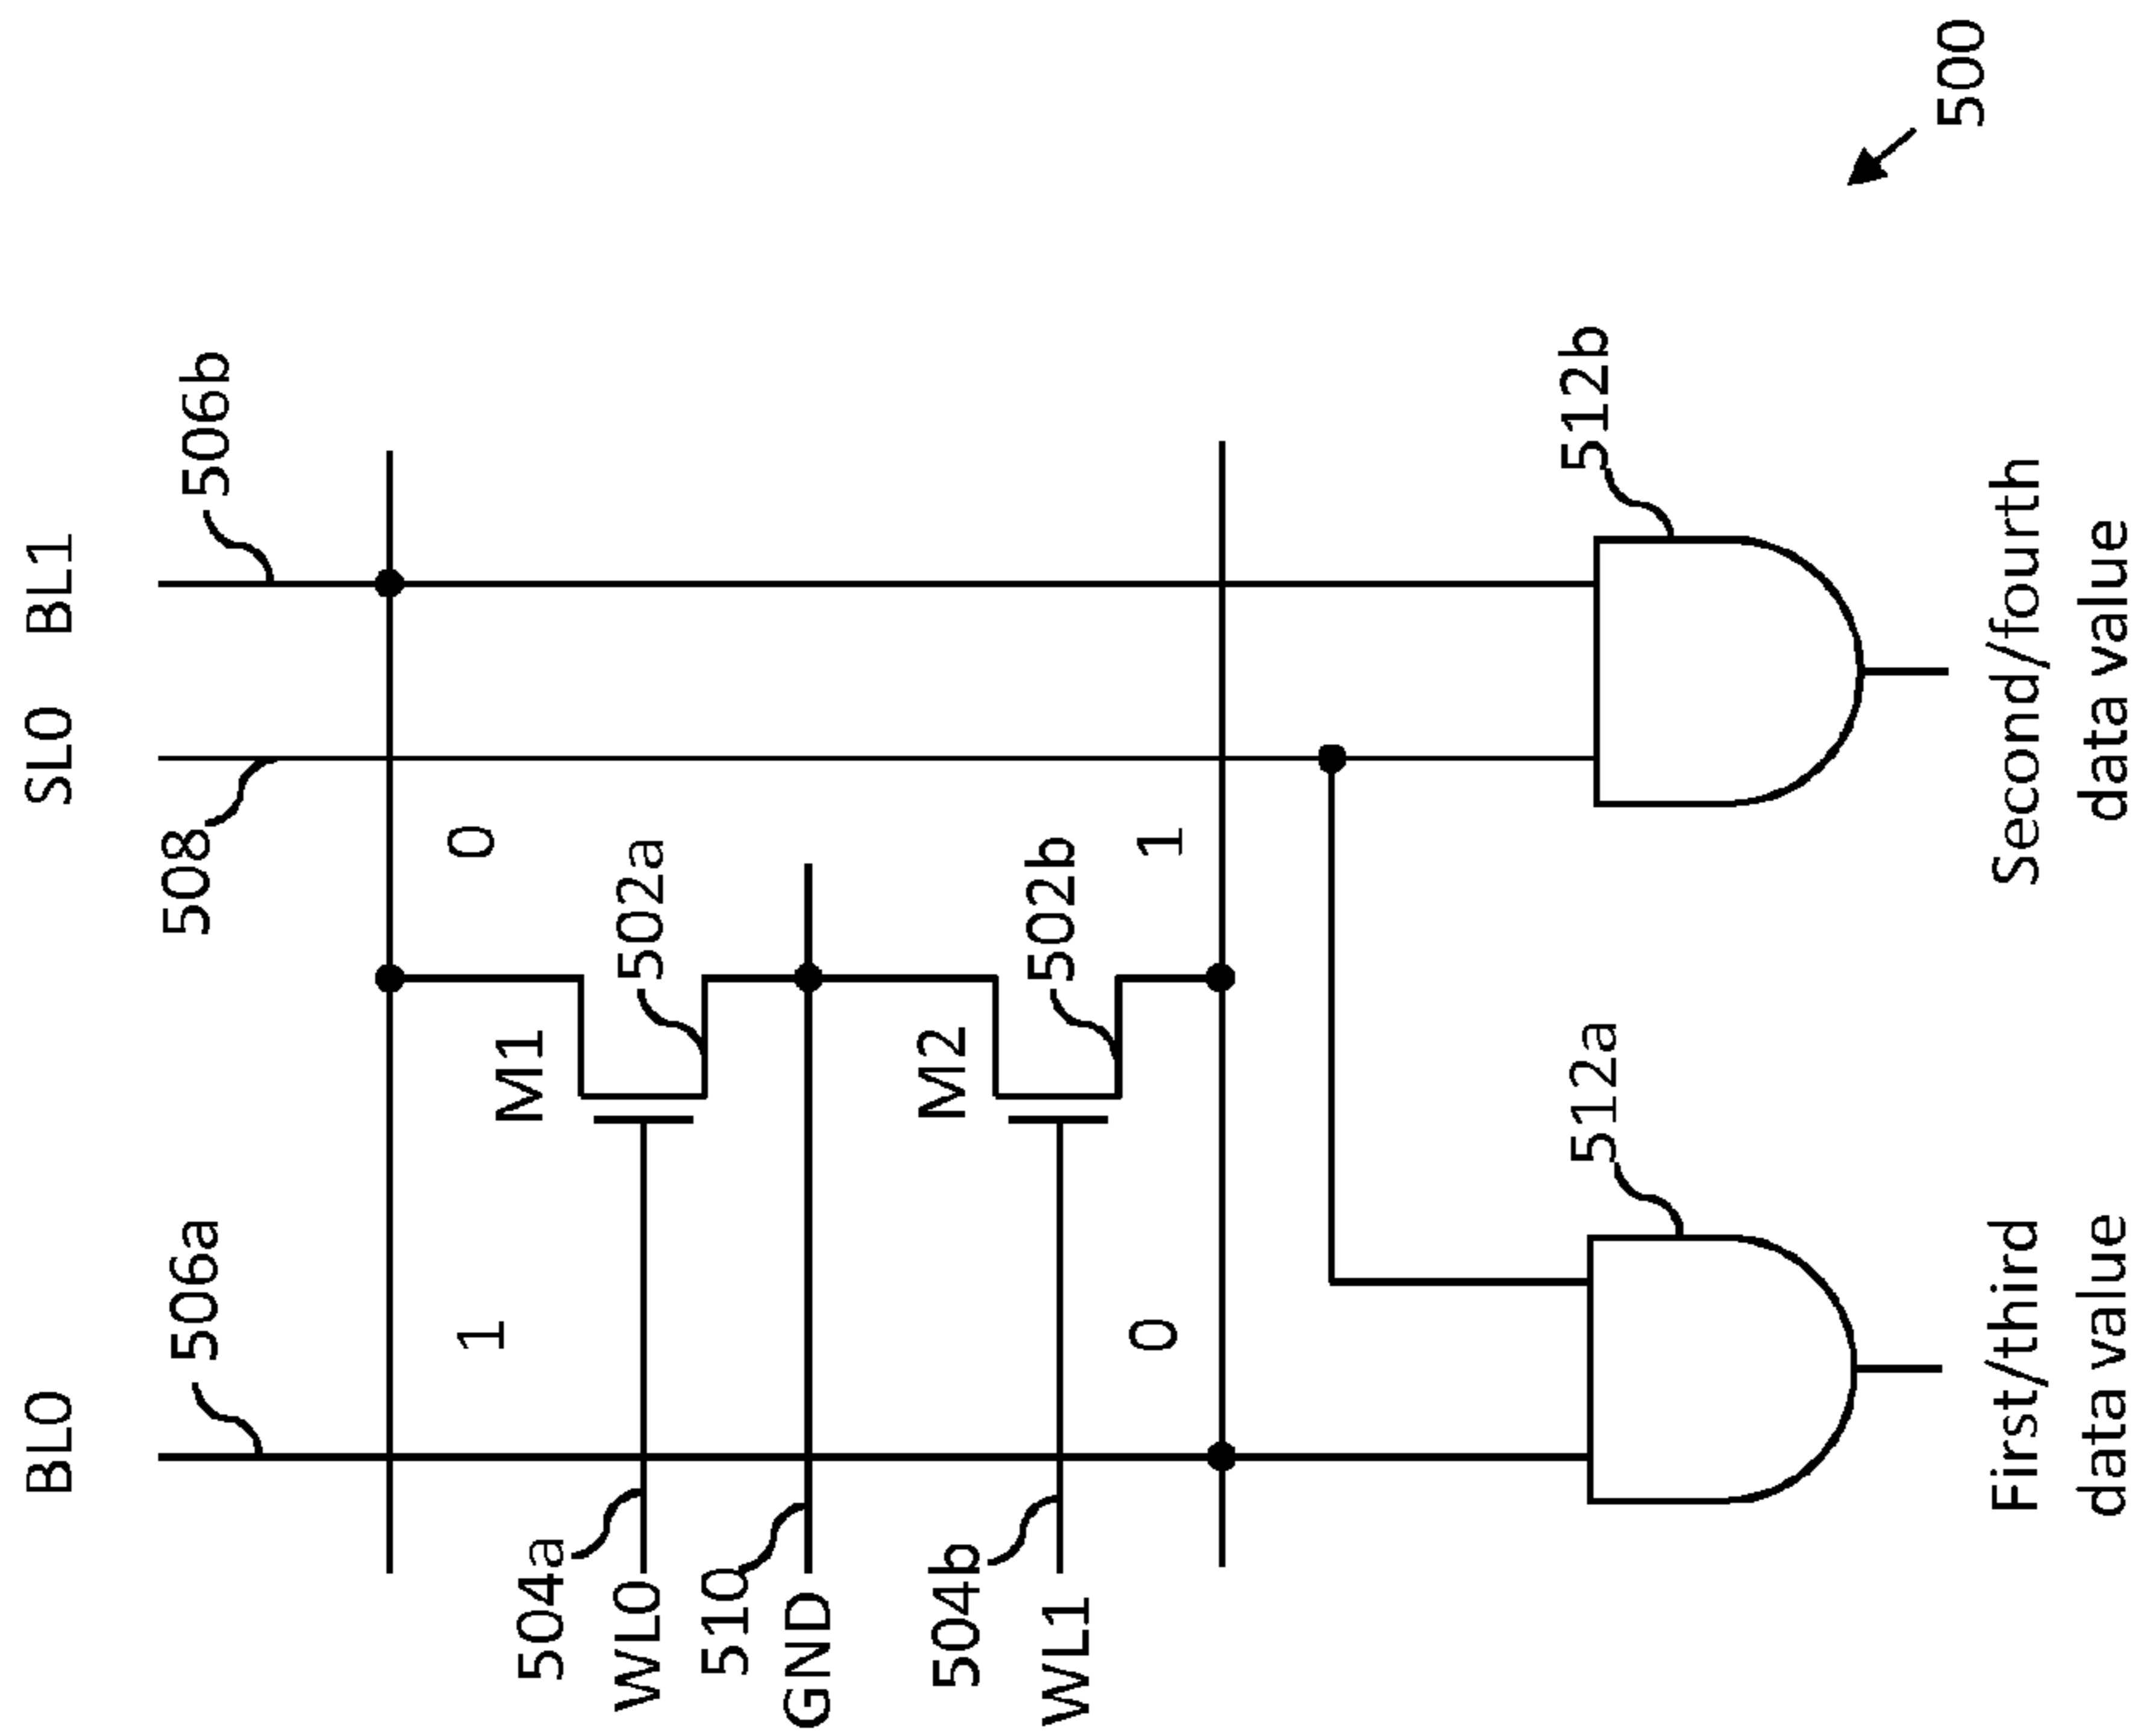 BL0
SL0
BL1
506a
508
506b
1
0
M1
502a
504a
WL0
510
GND
M2
502b
504b
WL1
0
1
512a
512b
First/third
data value
Second/fourth
data value
500